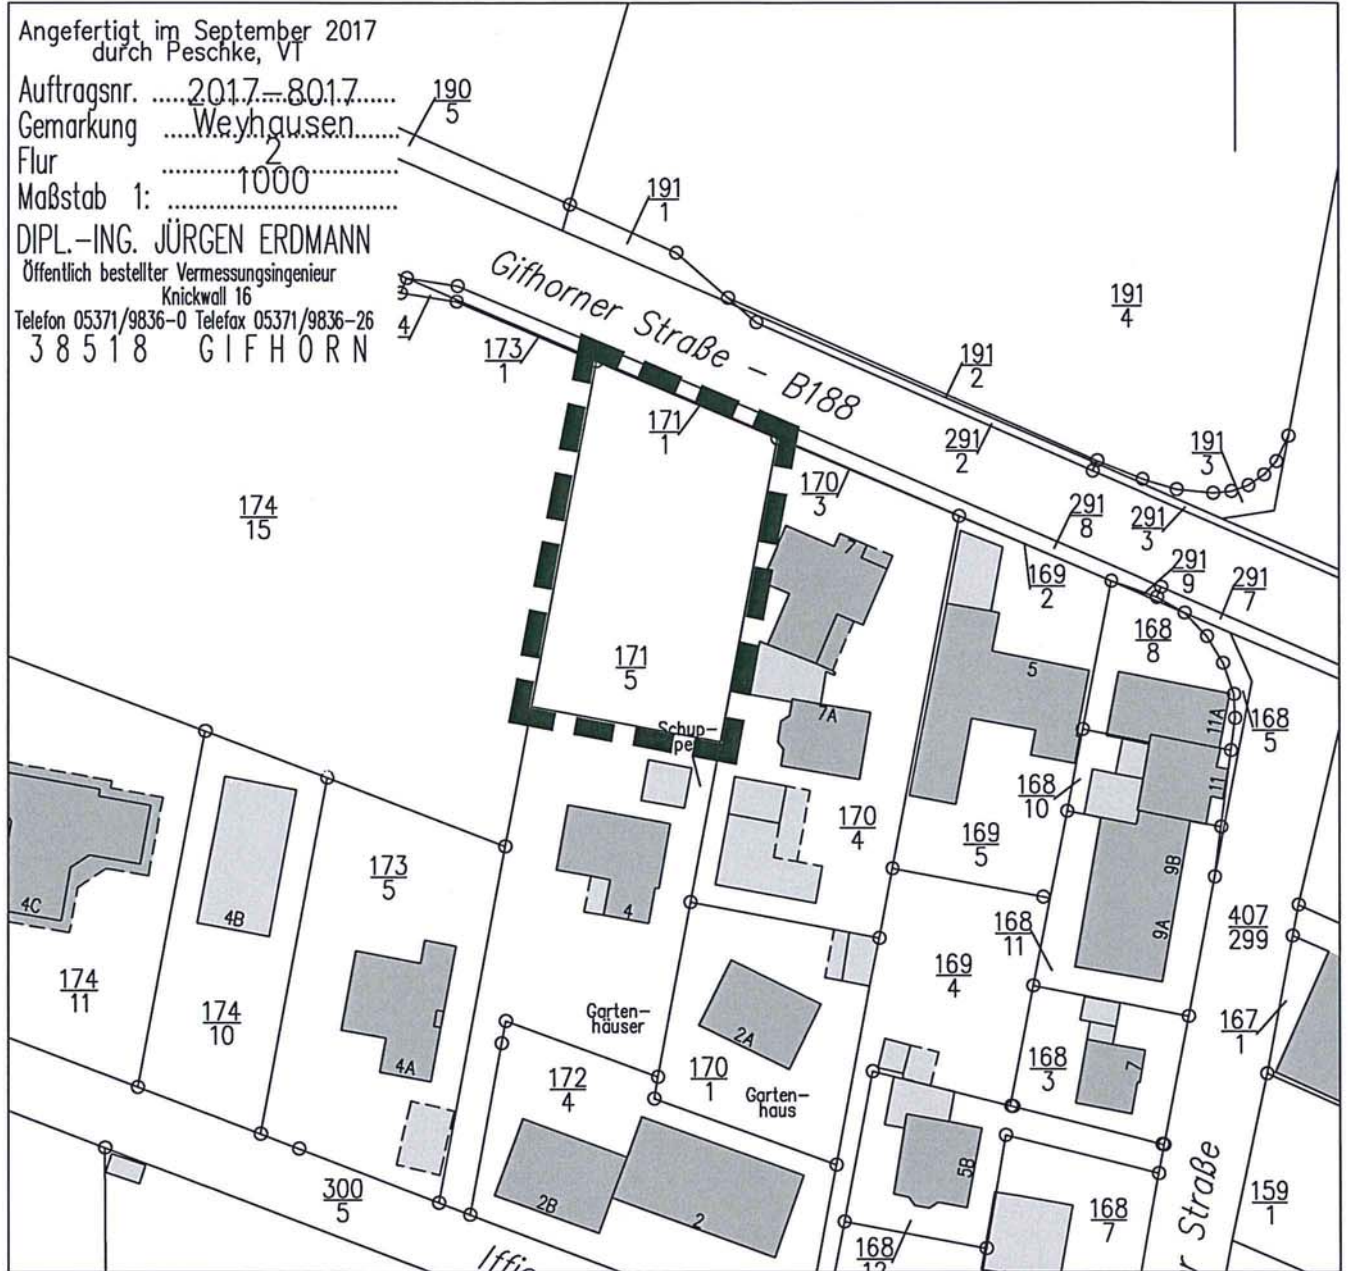 Angefertigt im September 2017
durch Peschke, VT
Auftragsnr. 2017-8017
Gemarkung Weyhausen
Flur 2
Maßstab 1: 1000
DIPL.-ING. JÜRGEN ERDMANN
Öffentlich bestellter Vermessungsingenieur
Knickwall 16
Telefon 05371/9836-0 Telefax 05371/9836-26
38518 GIFHORN
190
5
191
1
Gifhorner Straße - B188
191
4
4
173
1
191
2
171
1
291
2
191
3
170
3
174
15
291
8
291
3
169
2
291
9
291
7
168
8
7
171
5
5
7A
Schup-
pe
11A
168
5
11
168
10
170
4
169
5
173
5
9B
4
4C
4B
407
299
168
11
9A
174
11
169
4
174
10
Garten-
häuser
2A
167
1
4A
172
4
170
1
168
3
7
Garten-
haus
5B
300
5
2B
2
168
7
159
1
168
12
r Straße